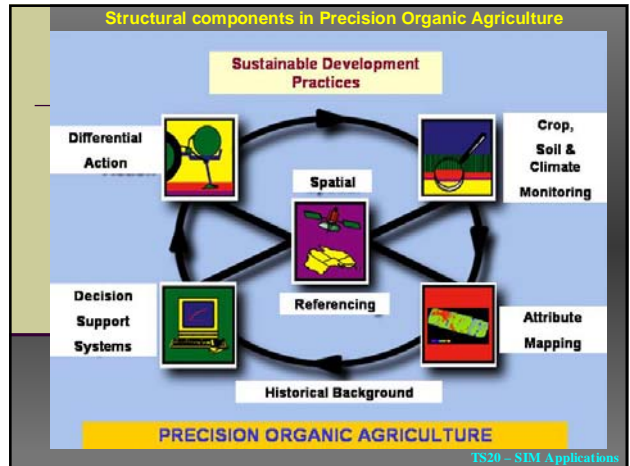 Structural components in Precision Organic Agriculture
Sustainable Development
Practices
Differential
Action
Crop,
Soil &
Climate
Monitoring
Spatial
Referencing
Decision
Support
Systems
Attribute
Mapping
Historical Background
PRECISION ORGANIC AGRICULTURE
TS20 – SIM Applications